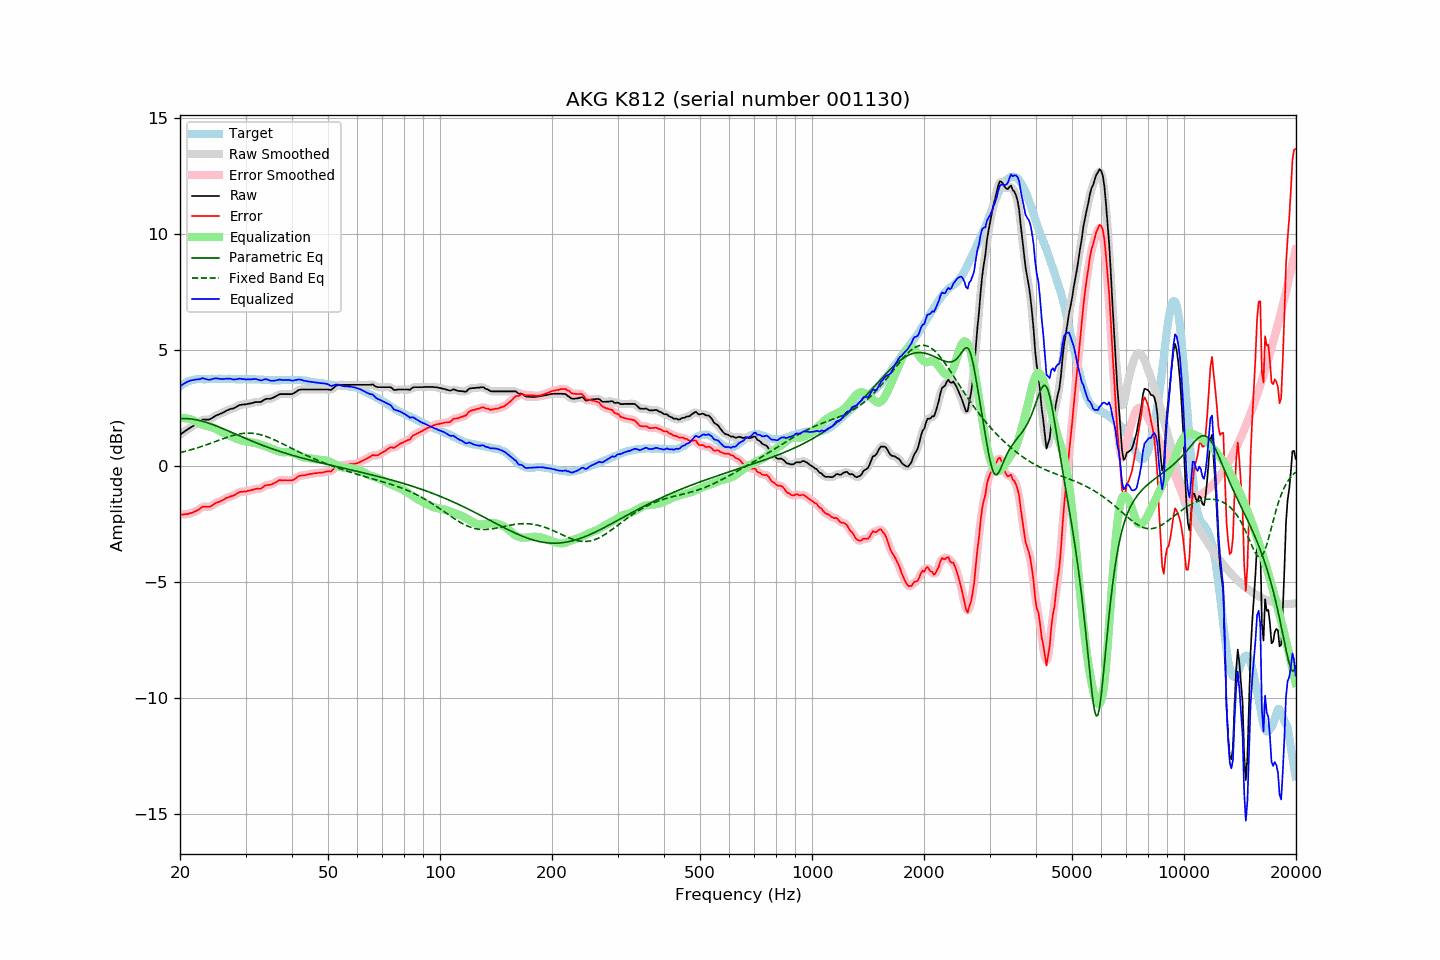 AKG K812 (serial number 001130)
Target
Raw Smoothed
Error Smoothed
Raw
Error
Equalization
Parametric Eq
Fixed Band Eq
Equalized
Amplitude (dBr)
15
10
5
0
−5
−10
−15
20 50 100 200 500 1000 2000 5000 10000 20000
Frequency (Hz)